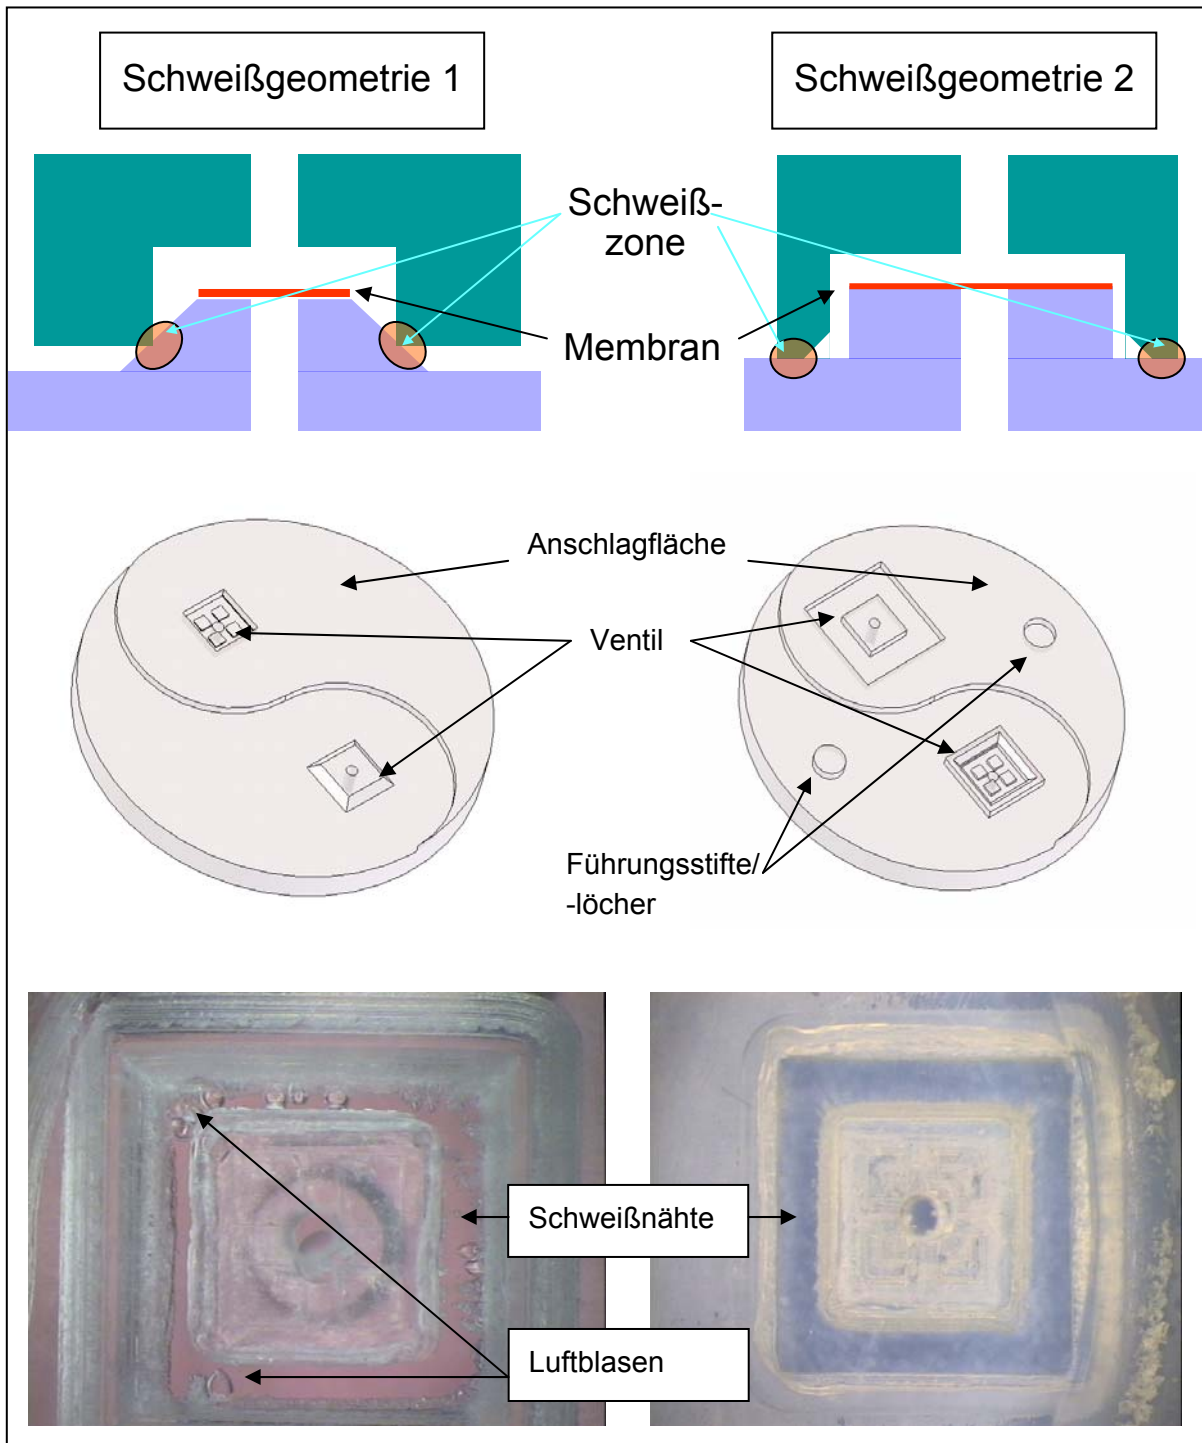 Schweißgeometrie 1
Schweißgeometrie 2
Schweiß-
zone
Membran
Anschlagfläche
Ventil
Führungsstifte/
-löcher
Schweißnähte
Luftblasen